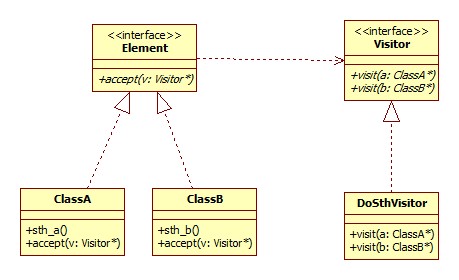 <<interface>>
Element
+accept(v: Visitor*)
<<interface>>
Visitor
+visit(a: ClassA*)
+visit(b: ClassB*)
ClassA
+sth_a()
+accept(v: Visitor*)
ClassB
+sth_b()
+accept(v: Visitor*)
DoSthVisitor
+visit(a: ClassA*)
+visit(b: ClassB*)